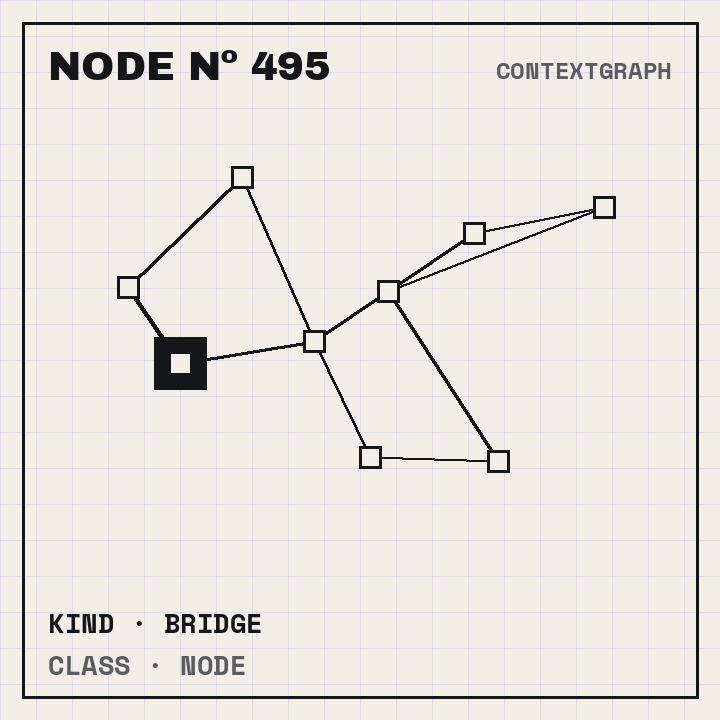 NODE Nº 495
CONTEXTGRAPH
KIND · BRIDGE
CLASS · NODE